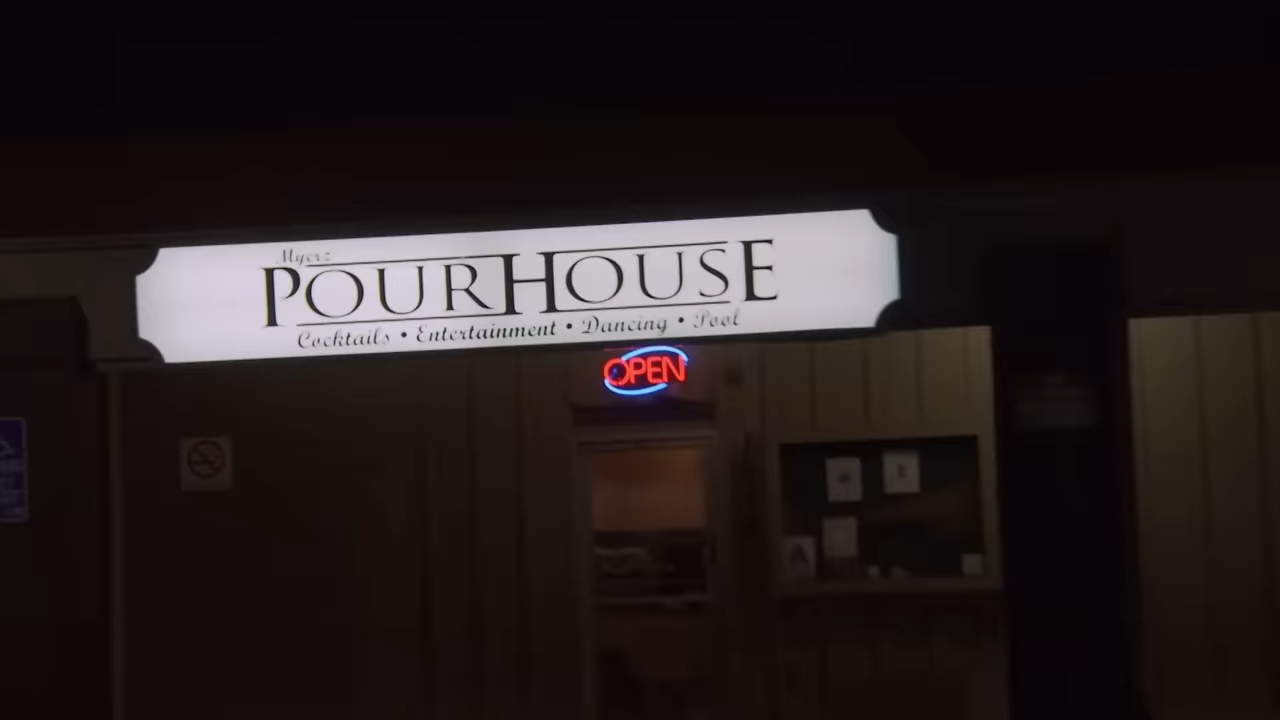 Myerz
POURHOUSE
Cocktails • Entertainment • Dancing • Pool
OPEN
A